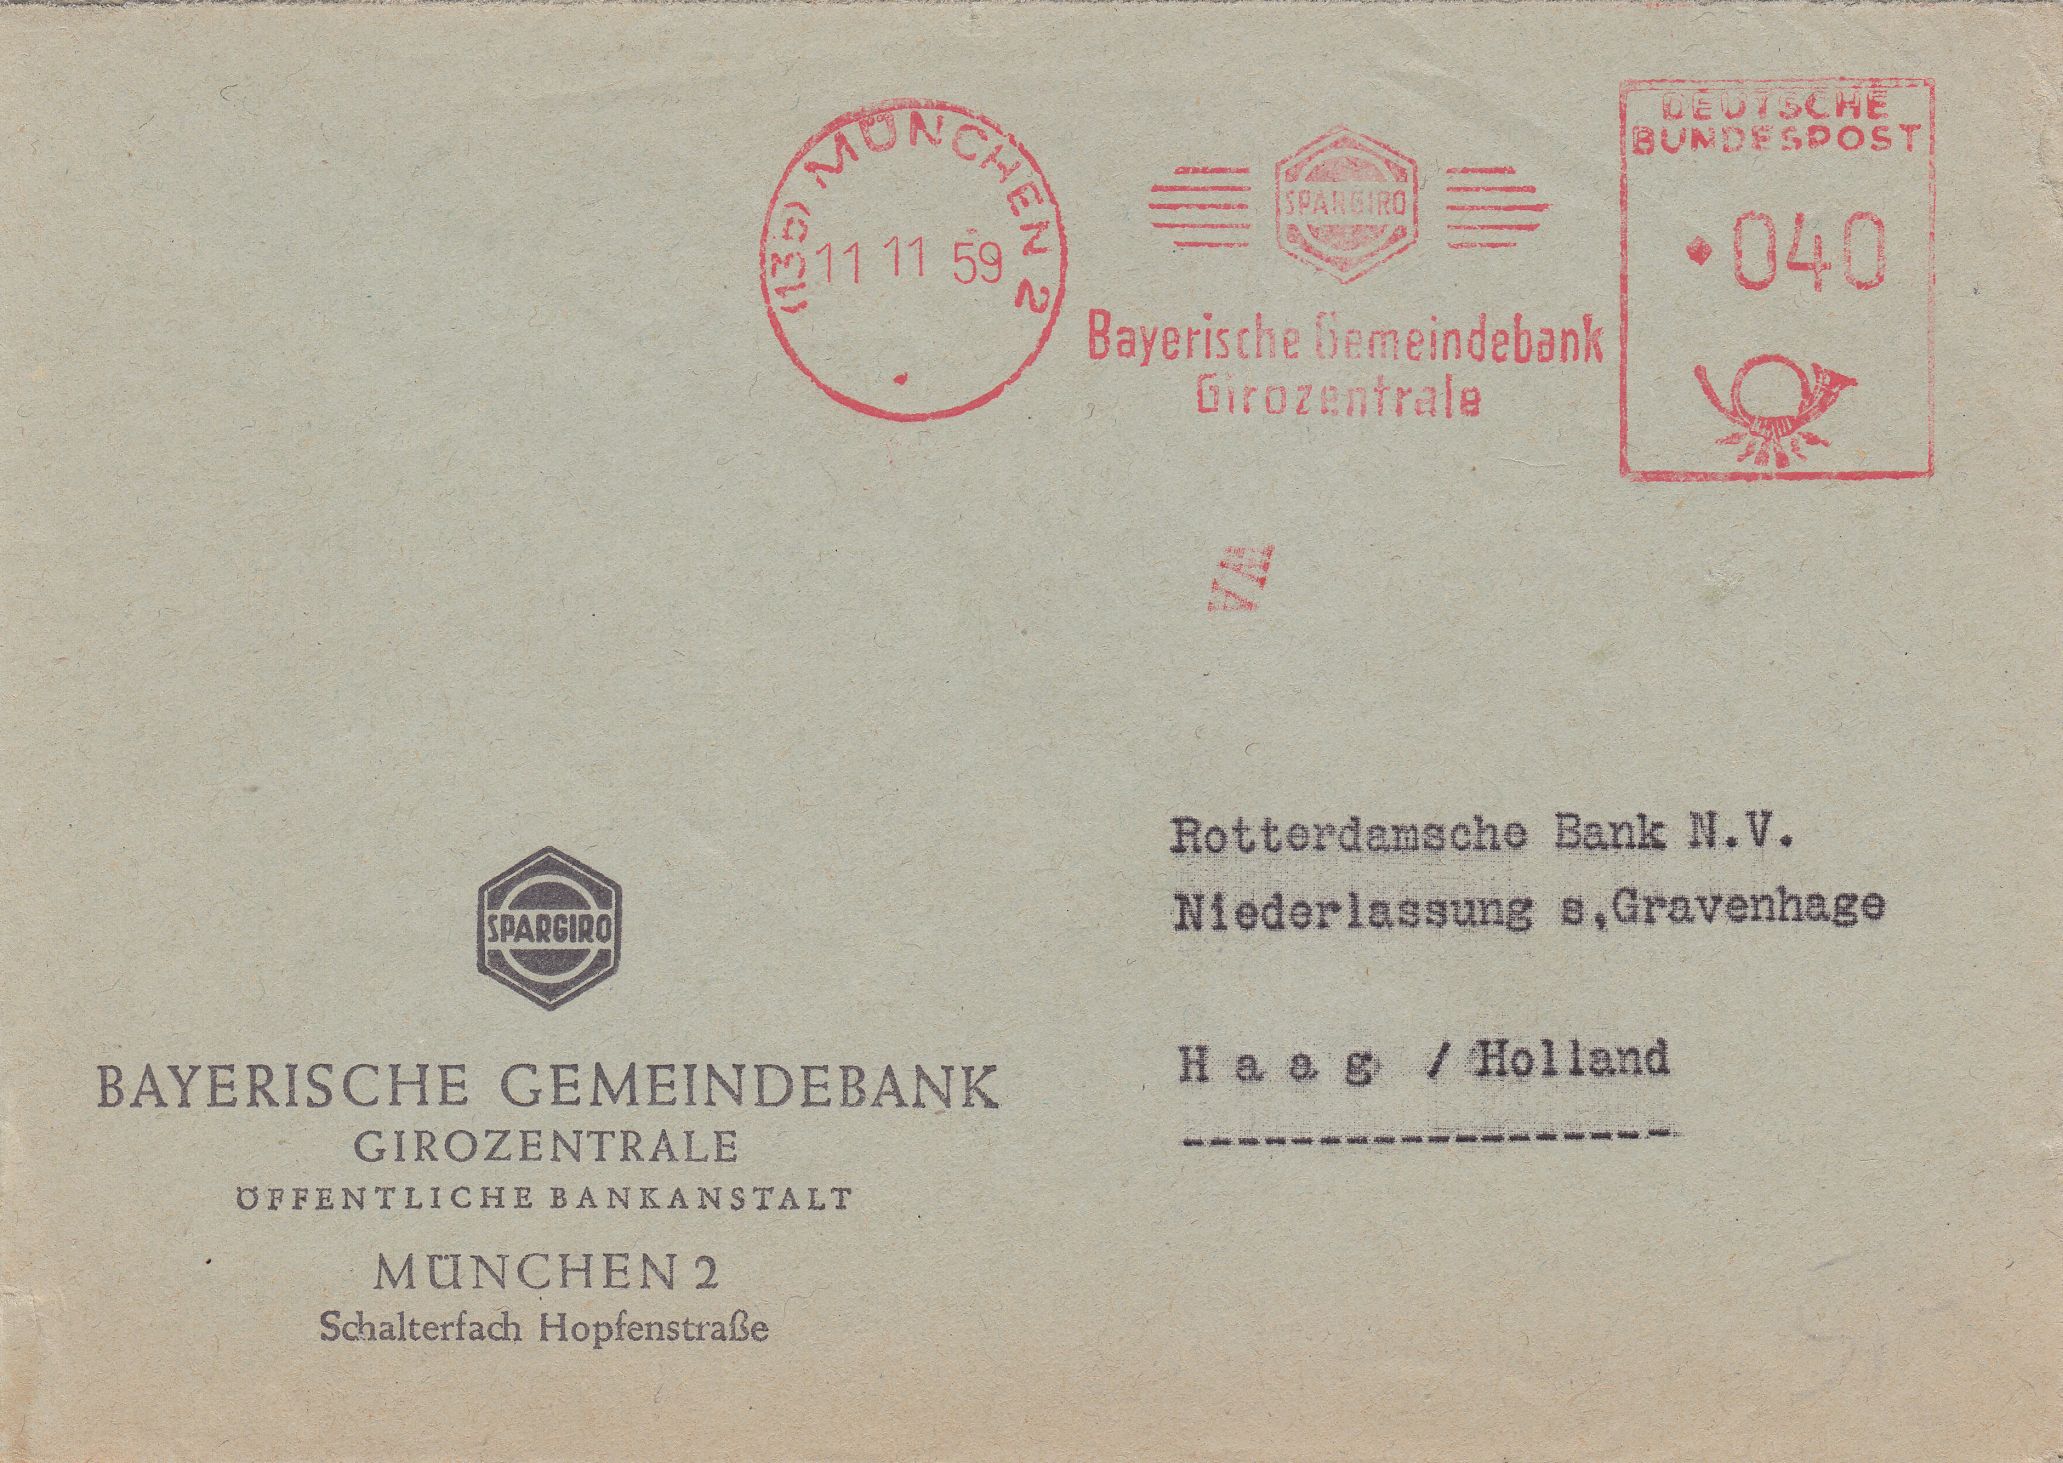 (13b) MÜNCHEN 2
11 11 59
SPARGIRO
Bayerische Gemeindebank
Girozentrale
DEUTSCHE
BUNDESPOST
040
SPARGIRO
BAYERISCHE GEMEINDEBANK
GIROZENTRALE
ÖFFENTLICHE BANKANSTALT
MÜNCHEN 2
Schalterfach Hopfenstraße
Rotterdamsche Bank N.V.
Niederlassung s,Gravenhage
Haag / Holland
-------------------